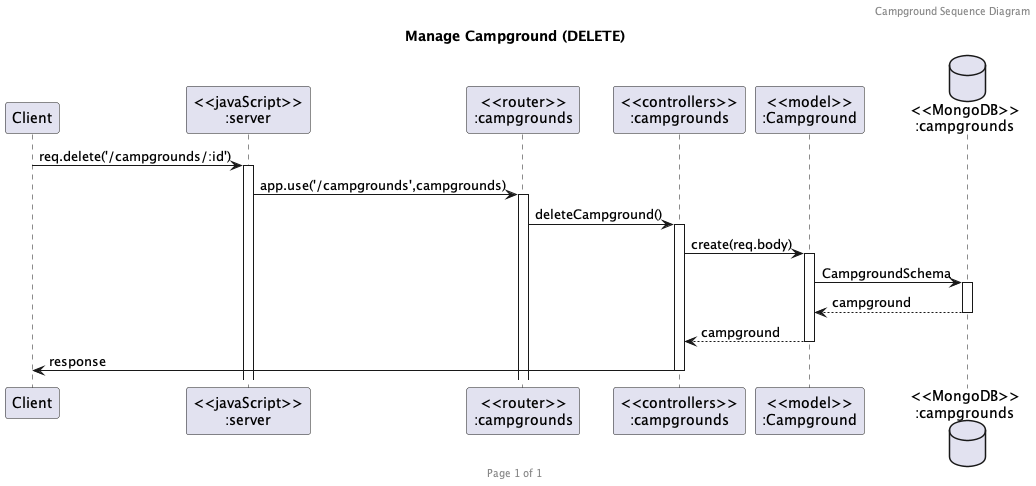 Campground Sequence Diagram
Manage Campground (DELETE)
Client
<<javaScript>>
:server
<<router>>
:campgrounds
<<controllers>>
:campgrounds
<<model>>
:Campground
<<MongoDB>>
:campgrounds
req.delete('/campgrounds/:id')
app.use('/campgrounds',campgrounds)
deleteCampground()
create(req.body)
CampgroundSchema
campground
campground
response
Client
<<javaScript>>
:server
<<router>>
:campgrounds
<<controllers>>
:campgrounds
<<model>>
:Campground
<<MongoDB>>
:campgrounds
Page 1 of 1